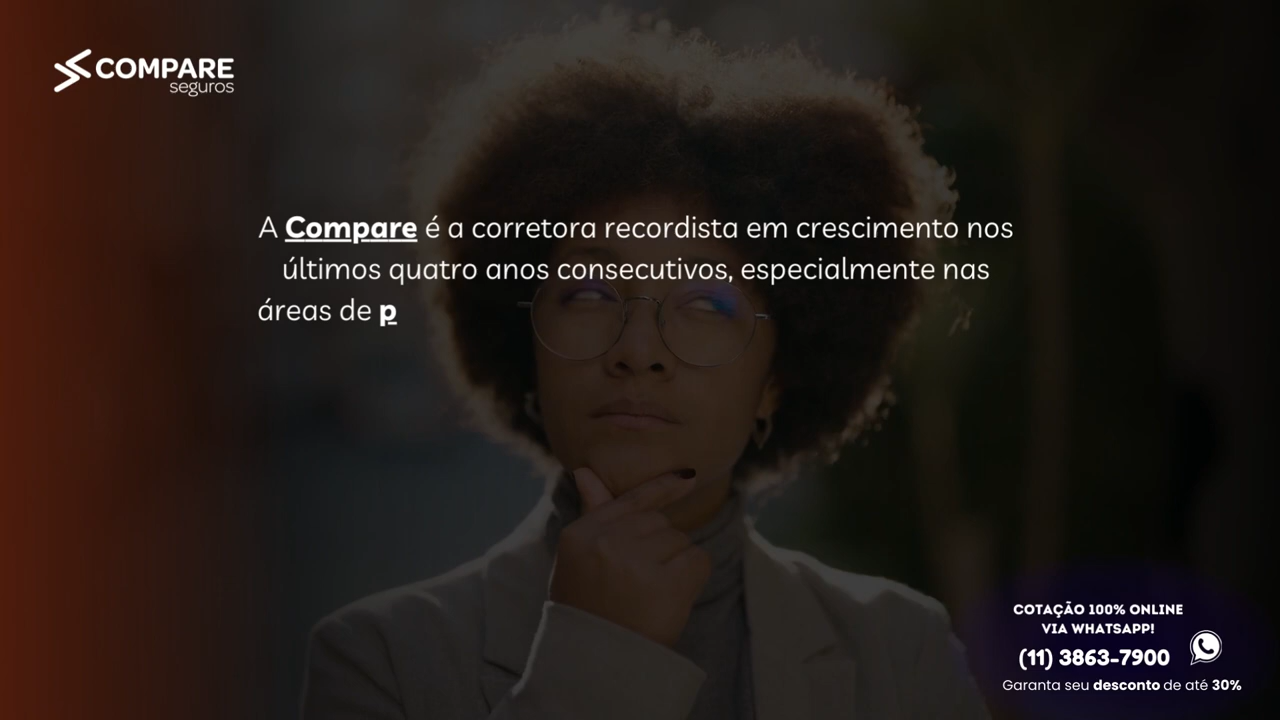 COMPARE
seguros
A Compare é a corretora recordista em crescimento nos
últimos quatro anos consecutivos, especialmente nas
áreas de p
COTAÇÃO 100% ONLINE
VIA WHATSAPP!
(11) 3863-7900
Garanta seu desconto de até 30%